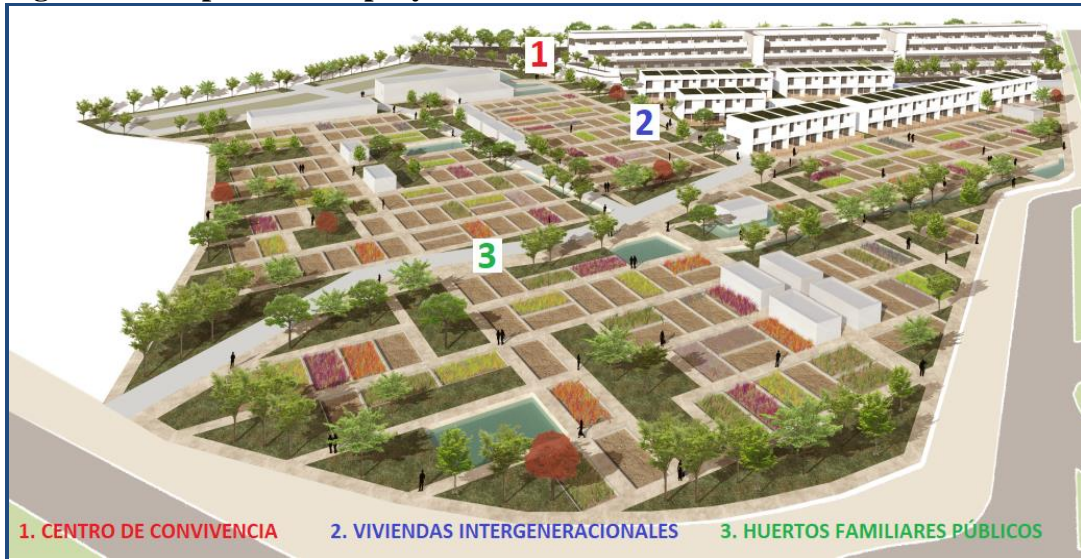 1
2
3
1. CENTRO DE CONVIVENCIA 2. VIVIENDAS INTERGENERACIONALES 3. HUERTOS FAMILIARES PÚBLICOS